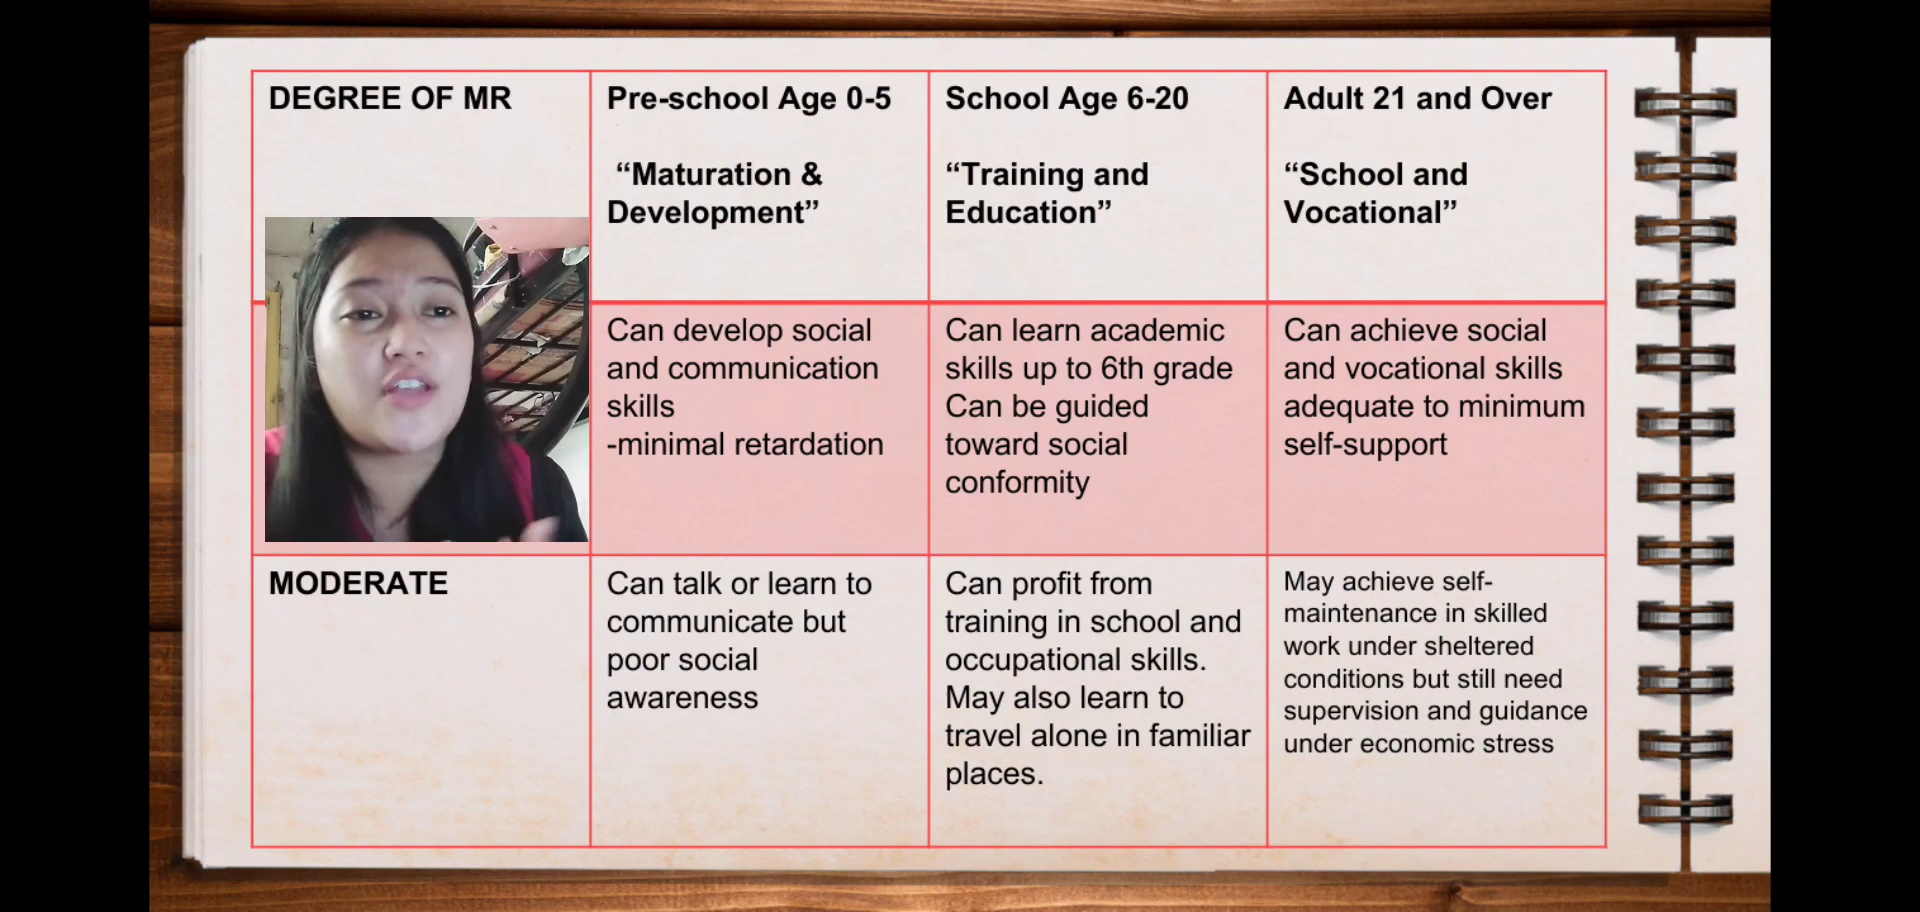 DEGREE OF MR
Pre-school Age 0-5
“Maturation &
Development”
School Age 6-20
“Training and
Education”
Adult 21 and Over
“School and
Vocational”
Can develop social
and communication
skills
-minimal retardation
Can learn academic
skills up to 6th grade
Can be guided
toward social
conformity
Can achieve social
and vocational skills
adequate to minimum
self-support
MODERATE
Can talk or learn to
communicate but
poor social
awareness
Can profit from
training in school and
occupational skills.
May also learn to
travel alone in familiar
places.
May achieve self-
maintenance in skilled
work under sheltered
conditions but still need
supervision and guidance
under economic stress